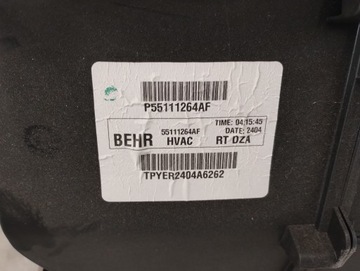 P55111264AF
TIME: 04:15:45
BEHR 55111264AF DATE: 2404
HVAC RT DZA
TPYER2404A6262